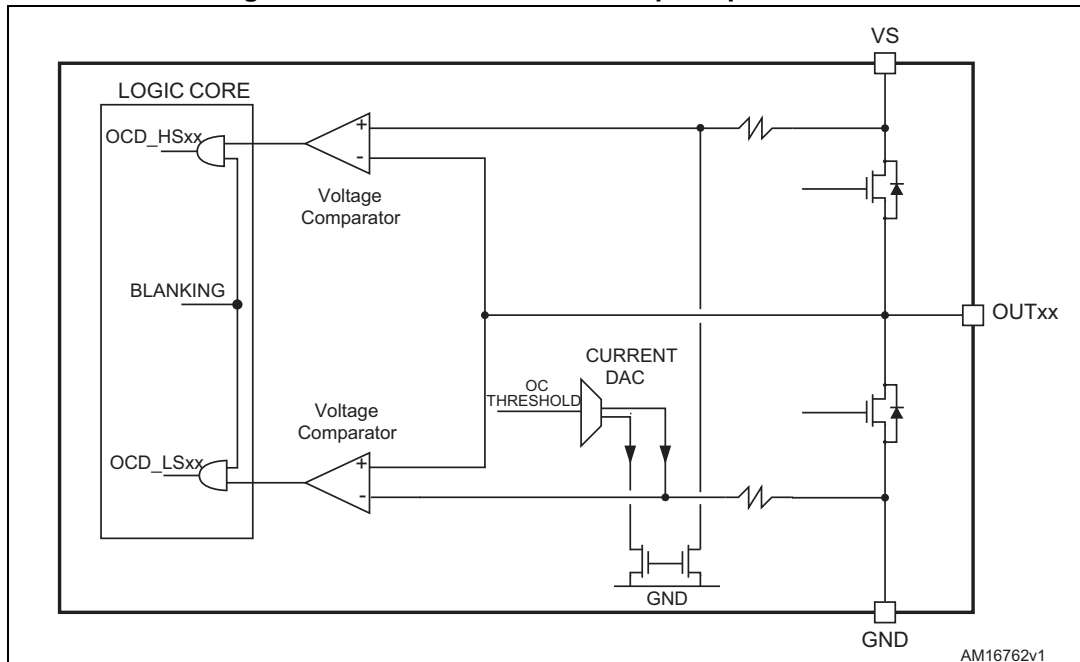 VS
LOGIC CORE
OCD_HSxx
+
-
Voltage
Comparator
BLANKING
OUTxx
CURRENT
DAC
OC
THRESHOLD
Voltage
Comparator
OCD_LSxx
+
-
GND
GND
AM16762v1